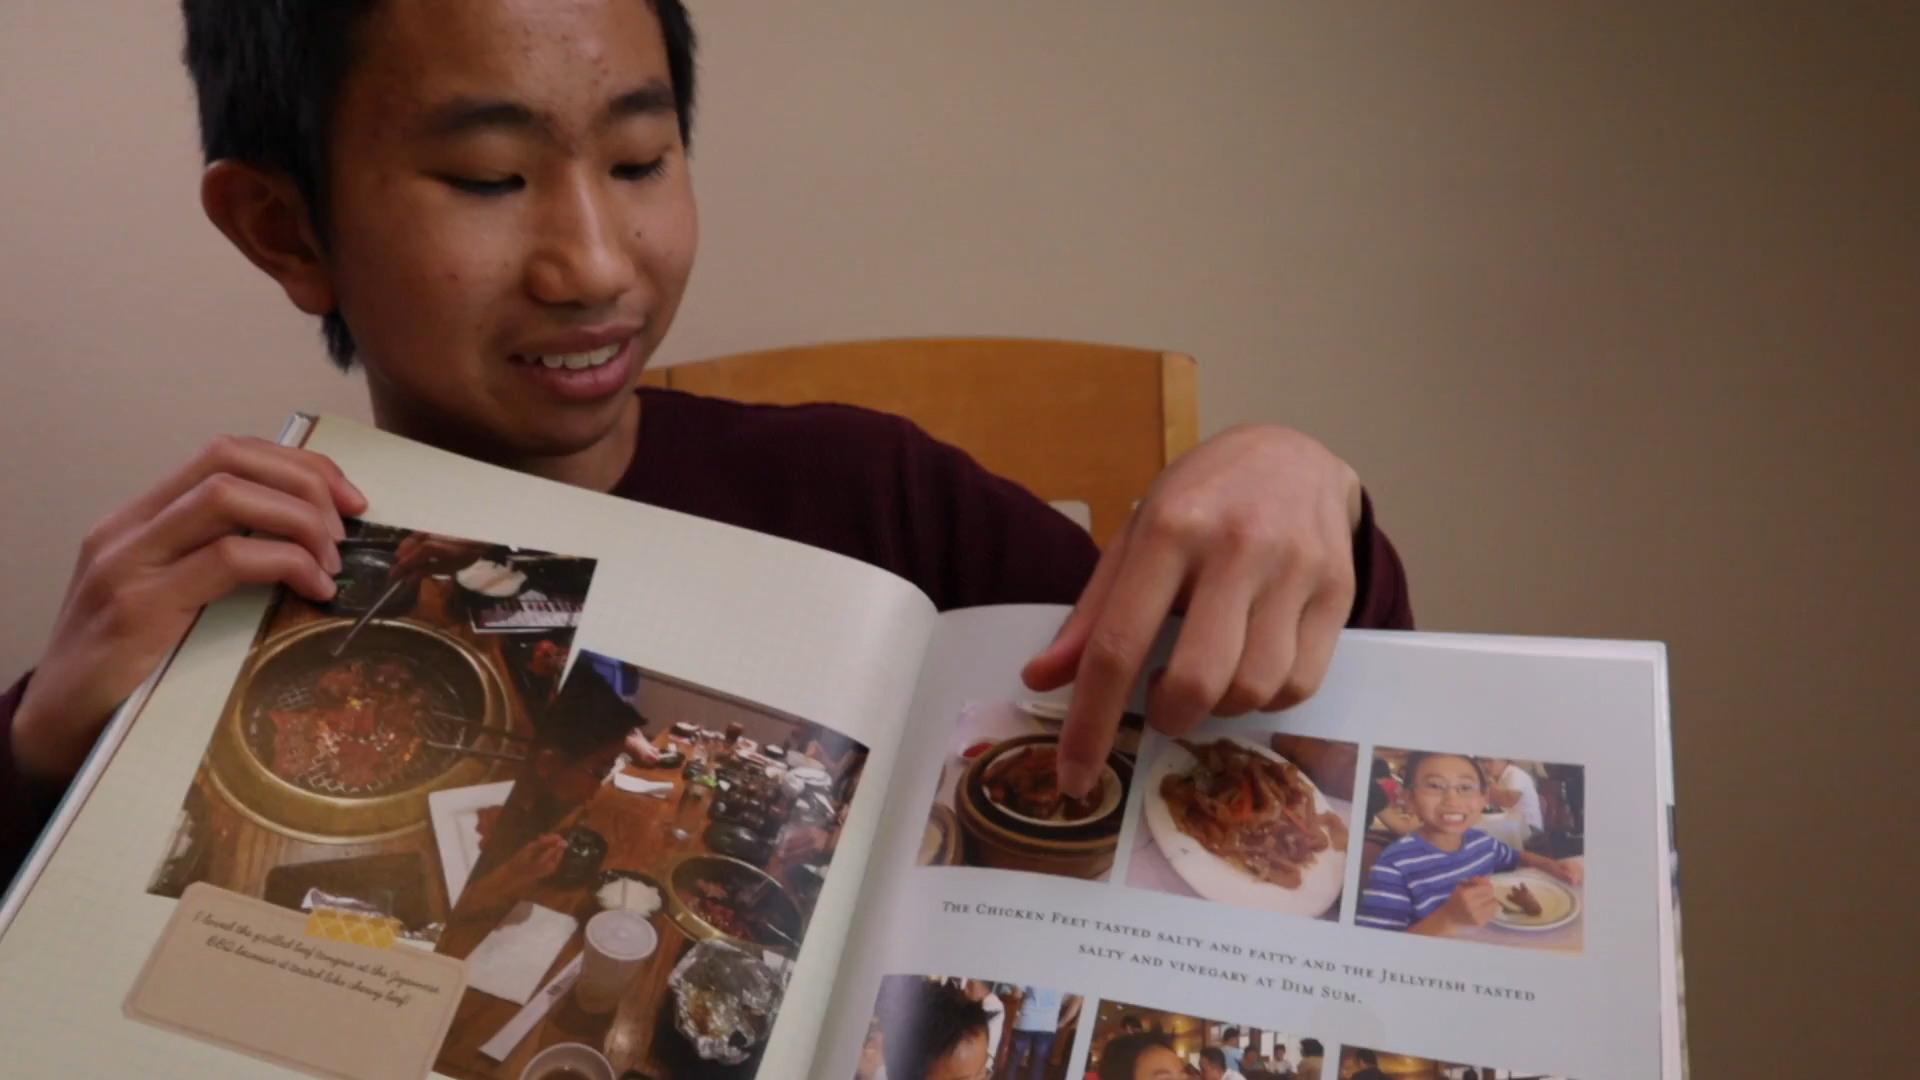 I loved the grilled beef tongue at the Japanese
BBQ because it tasted like chewy beef
The Chicken Feet tasted salty and fatty and the Jellyfish tasted
salty and vinegary at Dim Sum.